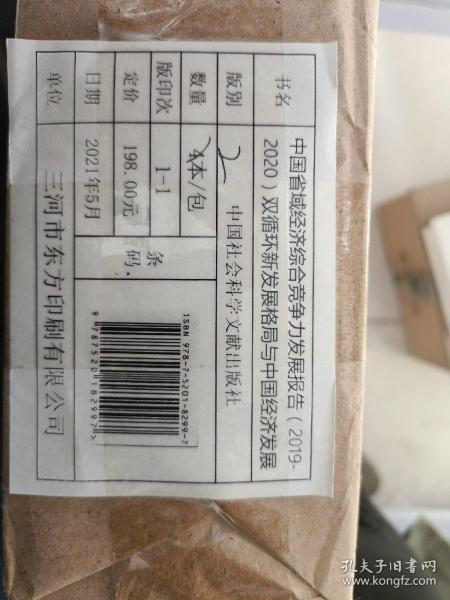 书名
中国省域经济综合竞争力发展报告（2019-
2020）双循环新发展格局与中国经济发展
版别
中国社会科学文献出版社
数量
4本/包
版印次
1-1
定价
198.00元
条
码：
ISBN 978-7-5201-8299-7
9 787520 182997>
日期
2021年5月
单位
三河市东方印刷有限公司
孔夫子旧书网
www.kongfz.com